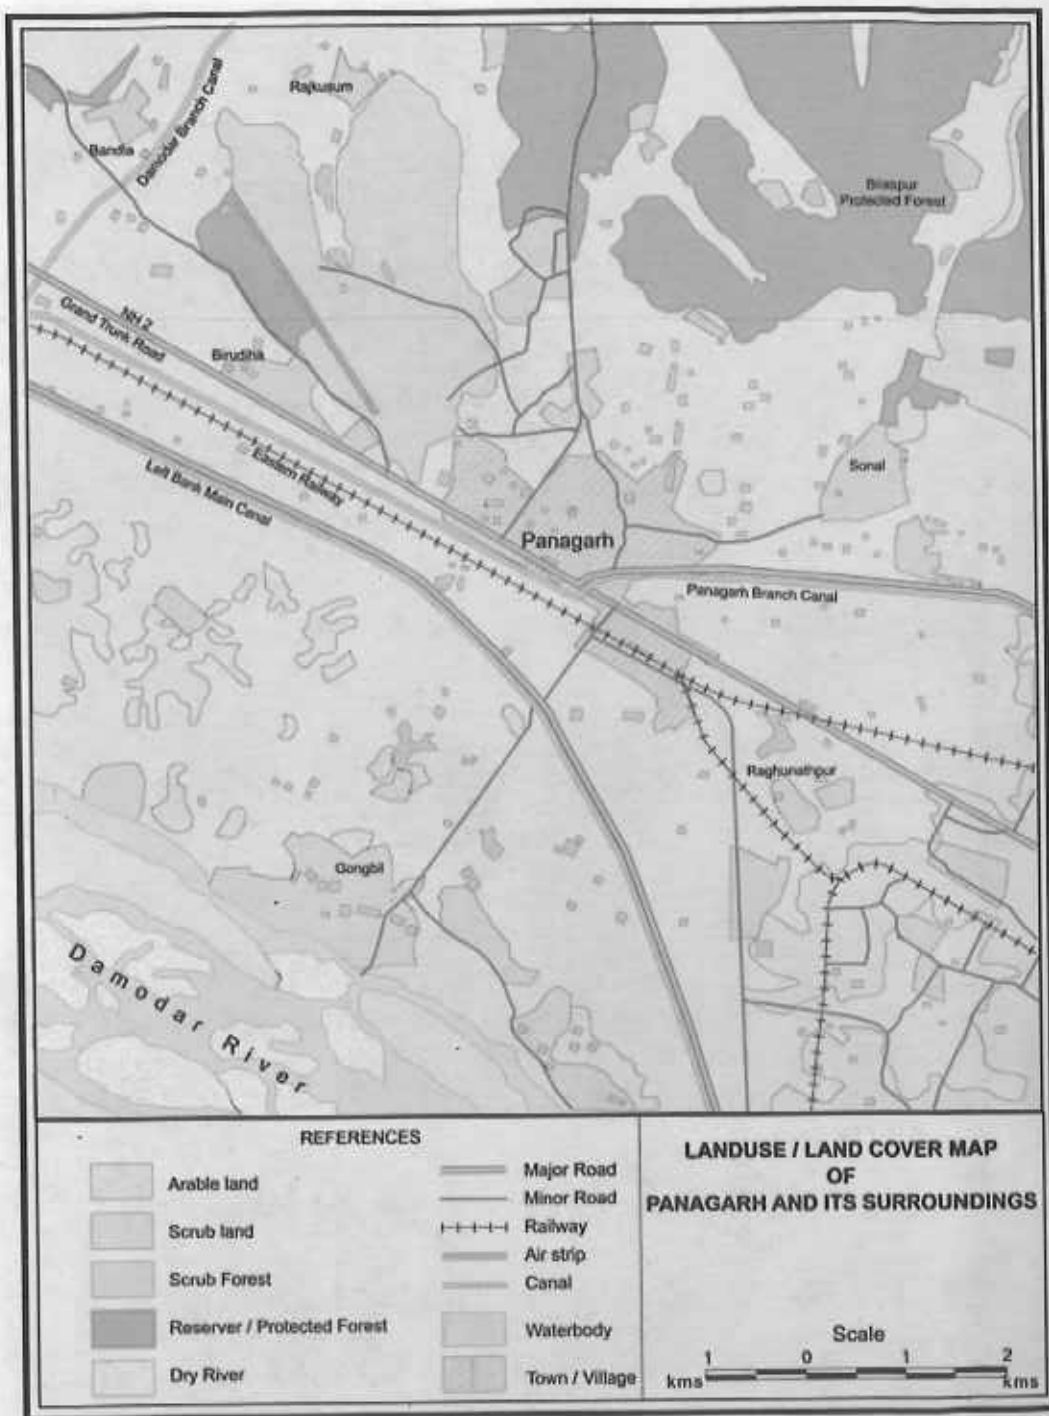 Rajkusum
Bandla
Damodar Branch Canal
Bilaspur
Protected Forest
NH 2
Grand Trunk Road
Birudiha
Eastern Railway
Left Bank Main Canal
Sonal
Panagarh
Panagarh Branch Canal
Raghunathpur
Gongbil
Damodar River
REFERENCES
Arable land
Scrub land
Scrub Forest
Reserver / Protected Forest
Dry River
Major Road
Minor Road
Railway
Air strip
Canal
Waterbody
Town / Village
LANDUSE / LAND COVER MAP
OF
PANAGARH AND ITS SURROUNDINGS
Scale
1 0 1 2
kms kms